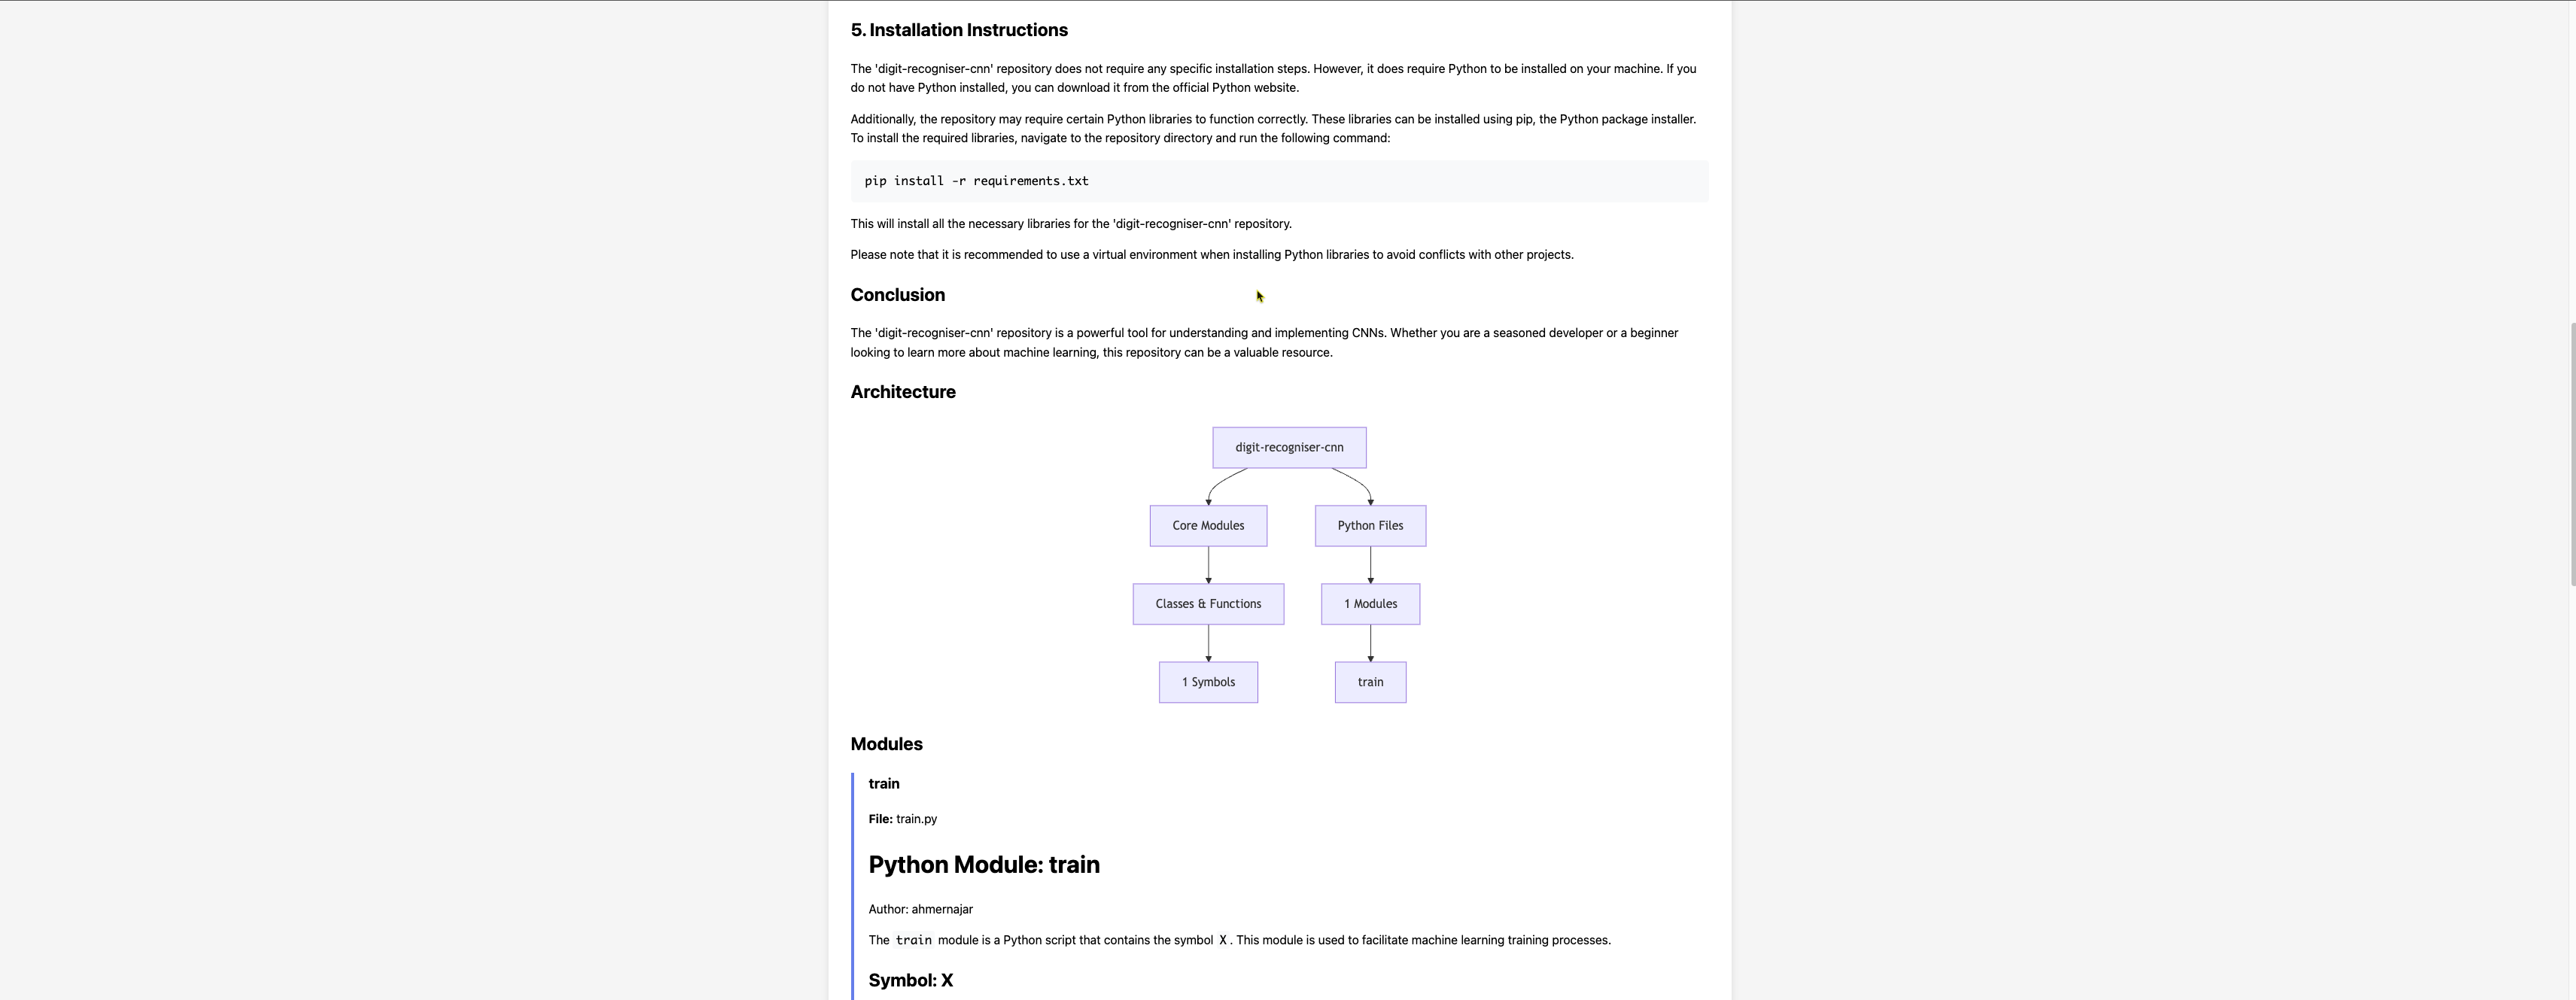 5. Installation Instructions
The 'digit-recogniser-cnn' repository does not require any specific installation steps. However, it does require Python to be installed on your machine. If you
do not have Python installed, you can download it from the official Python website.
Additionally, the repository may require certain Python libraries to function correctly. These libraries can be installed using pip, the Python package installer.
To install the required libraries, navigate to the repository directory and run the following command:
pip install -r requirements.txt
This will install all the necessary libraries for the 'digit-recogniser-cnn' repository.
Please note that it is recommended to use a virtual environment when installing Python libraries to avoid conflicts with other projects.
Conclusion
The 'digit-recogniser-cnn' repository is a powerful tool for understanding and implementing CNNs. Whether you are a seasoned developer or a beginner
looking to learn more about machine learning, this repository can be a valuable resource.
Architecture
digit-recogniser-cnn
Core Modules
Python Files
Classes & Functions
1 Modules
1 Symbols
train
Modules
train
File: train.py
Python Module: train
Author: ahmernajar
The train module is a Python script that contains the symbol X. This module is used to facilitate machine learning training processes.
Symbol: X